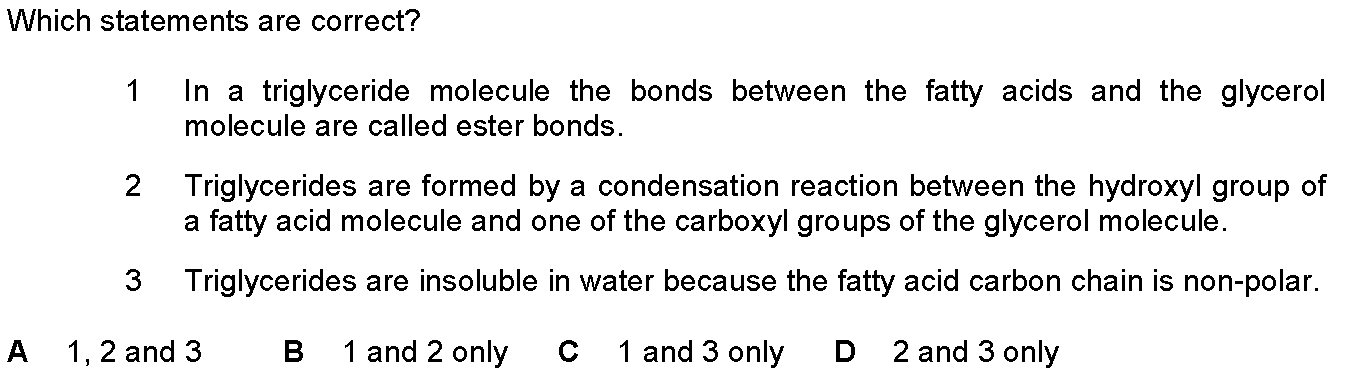 Which statements are correct?
1 In a triglyceride molecule the bonds between the fatty acids and the glycerol
molecule are called ester bonds.
2 Triglycerides are formed by a condensation reaction between the hydroxyl group of
a fatty acid molecule and one of the carboxyl groups of the glycerol molecule.
3 Triglycerides are insoluble in water because the fatty acid carbon chain is non-polar.
A 1, 2 and 3 B 1 and 2 only C 1 and 3 only D 2 and 3 only